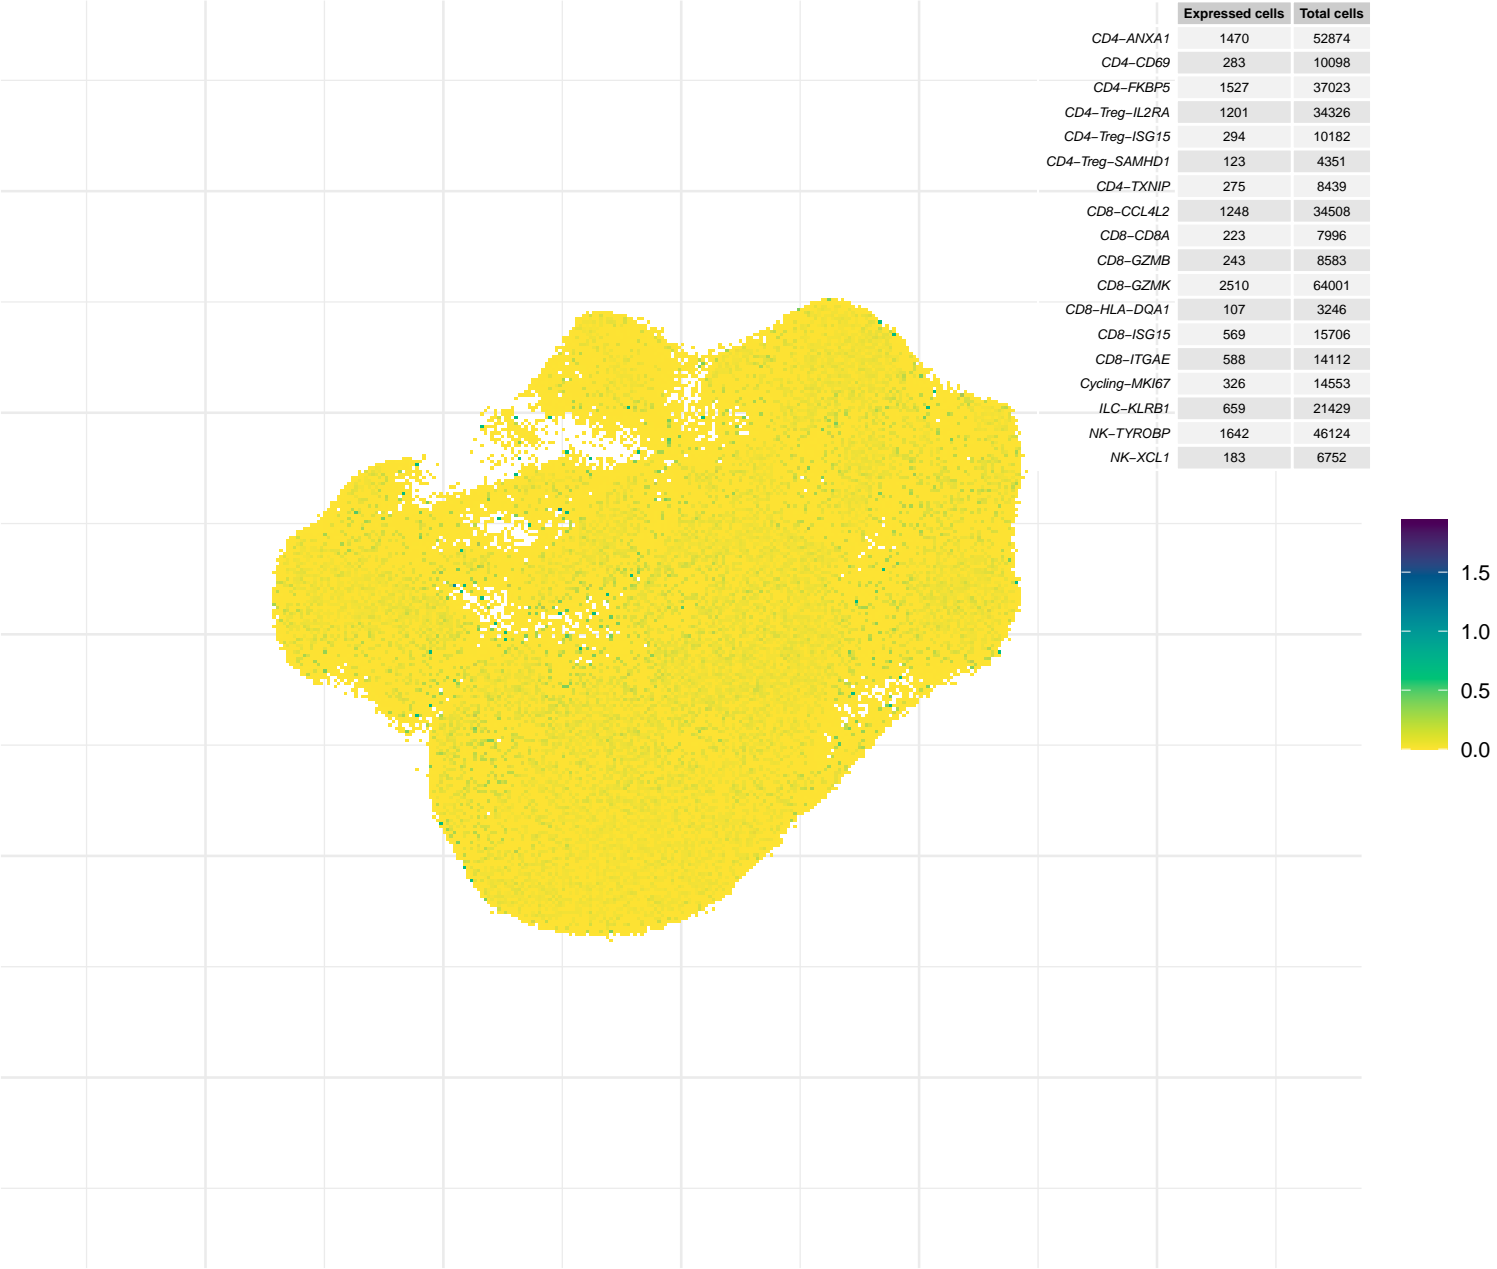 Expressed cells Total cells
CD4−ANXA1 1470 52874
CD4−CD69 283 10098
CD4−FKBP5 1527 37023
CD4−Treg−IL2RA 1201 34326
CD4−Treg−ISG15 294 10182
CD4−Treg−SAMHD1 123 4351
CD4−TXNIP 275 8439
CD8−CCL4L2 1248 34508
CD8−CD8A 223 7996
CD8−GZMB 243 8583
CD8−GZMK 2510 64001
CD8−HLA−DQA1 107 3246
CD8−ISG15 569 15706
CD8−ITGAE 588 14112
Cycling−MKI67 326 14553
ILC−KLRB1 659 21429
NK−TYROBP 1642 46124
NK−XCL1 183 6752
1.5
1.0
0.5
0.0